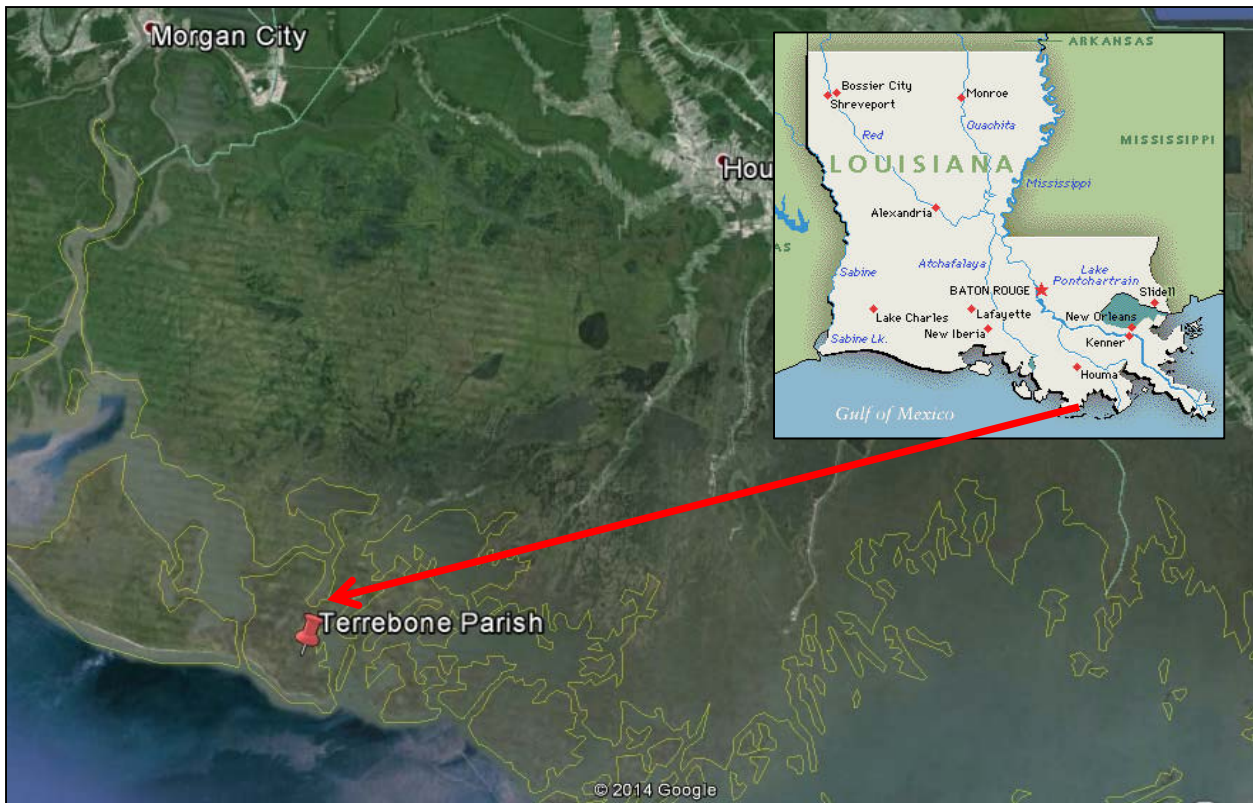 Morgan City
Hou
Terrebone Parish
© 2014 Google
ARKANSAS
Bossier City
Shreveport
Monroe
Red
Ouachita
MISSISSIPPI
LOUISIANA
Mississippi
Alexandria
AS
Sabine
Atchafalaya
Lake
Pontchartrain
BATON ROUGE
Slidell
Lake Charles
Lafayette
New Orleans
New Iberia
Kenner
Sabine Lk.
Houma
Gulf of Mexico